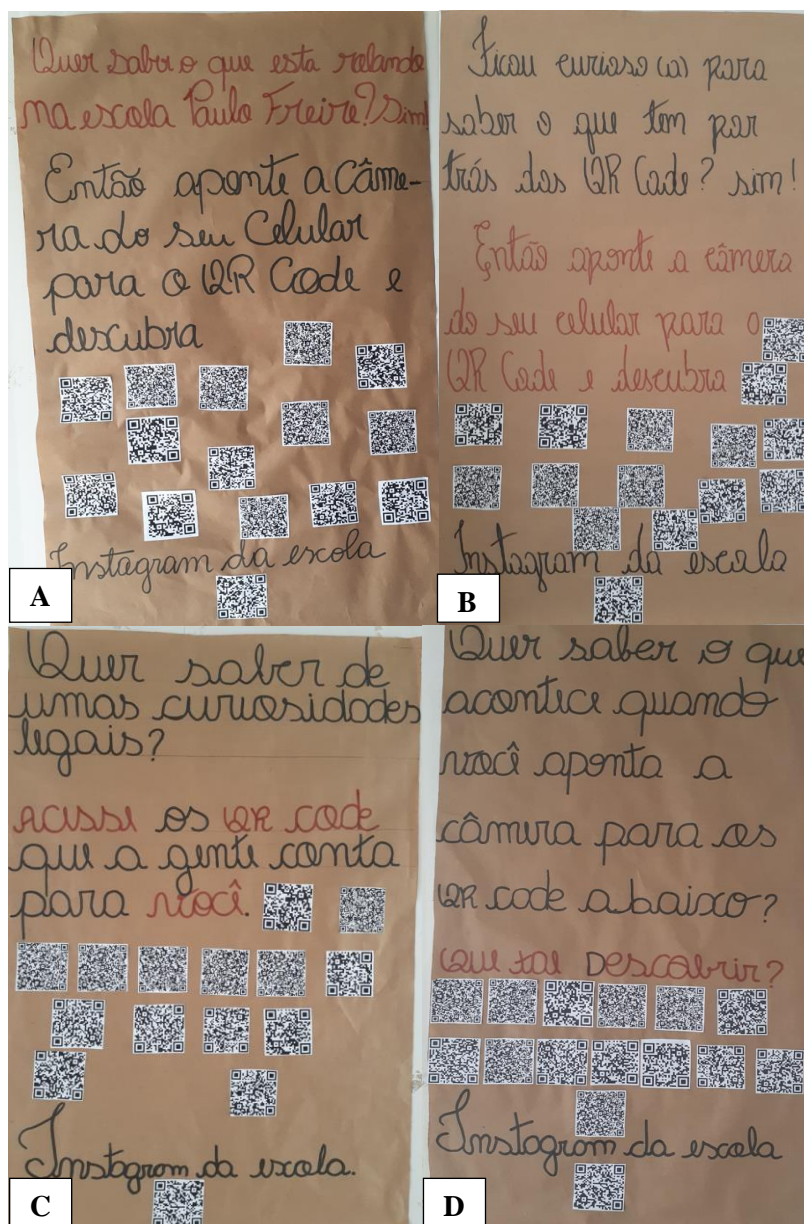 Quer saber o que esta rolando
na escola Paulo Freire? Sim!
Então aponte a Câme-
ra do seu Celular
para o QR Code e
descubra
Instagram da escola
A
Ficou curioso (a) para
saber o que tem por
trás dos QR Code? sim!
Então aponte a câmera
do seu celular para o
QR Code e descubra
Instagram da escola
B
Quer saber de
umas curiosidades
legais?
Acesse os QR code
que a gente conta
para você.
Instagram da escola.
C
Quer saber o que
acontece quando
você aponta a
câmera para os
QR code a baixo?
Que tal Descobrir?
Instagram da escola
D